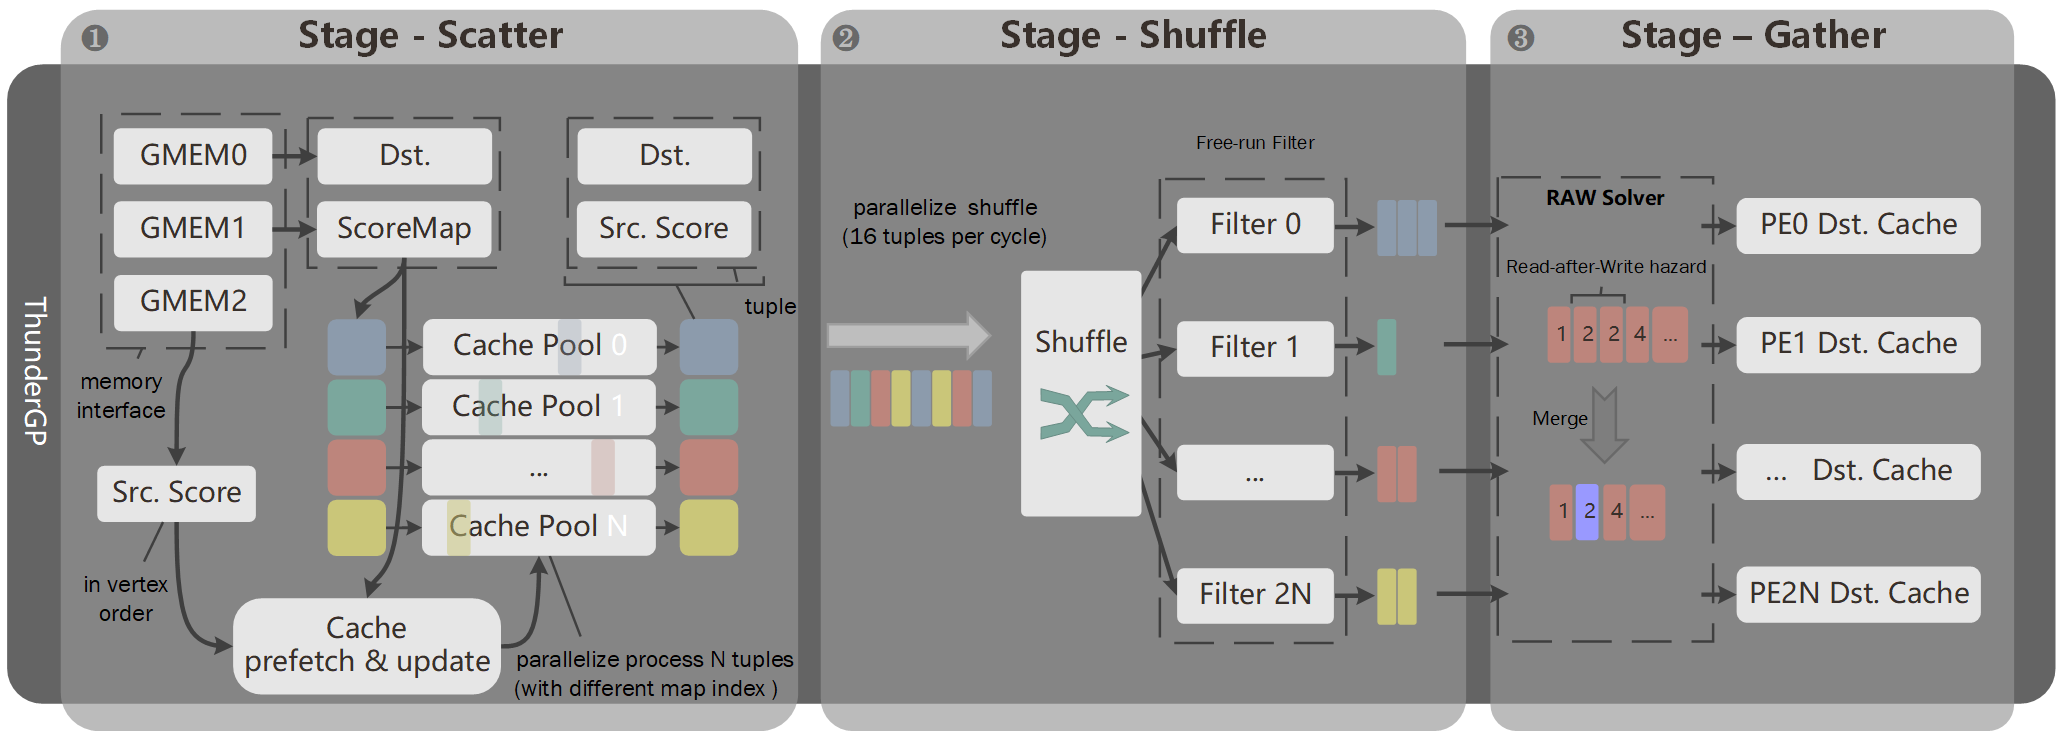 ThunderGP
❶
Stage - Scatter
GMEM0
GMEM1
GMEM2
memory
interface
Dst.
ScoreMap
Dst.
Src. Score
tuple
Cache Pool 0
Cache Pool 1
...
Cache Pool N
Src. Score
in vertex
order
Cache
prefetch & update
parallelize process N tuples
(with different map index )
❷
Stage - Shuffle
parallelize shuffle
(16 tuples per cycle)
Shuffle
Free-run Filter
Filter 0
Filter 1
...
Filter 2N
❸
Stage – Gather
RAW Solver
Read-after-Write hazard
1 2 2 4 ...
Merge
1 2 4 ...
PE0 Dst. Cache
PE1 Dst. Cache
... Dst. Cache
PE2N Dst. Cache